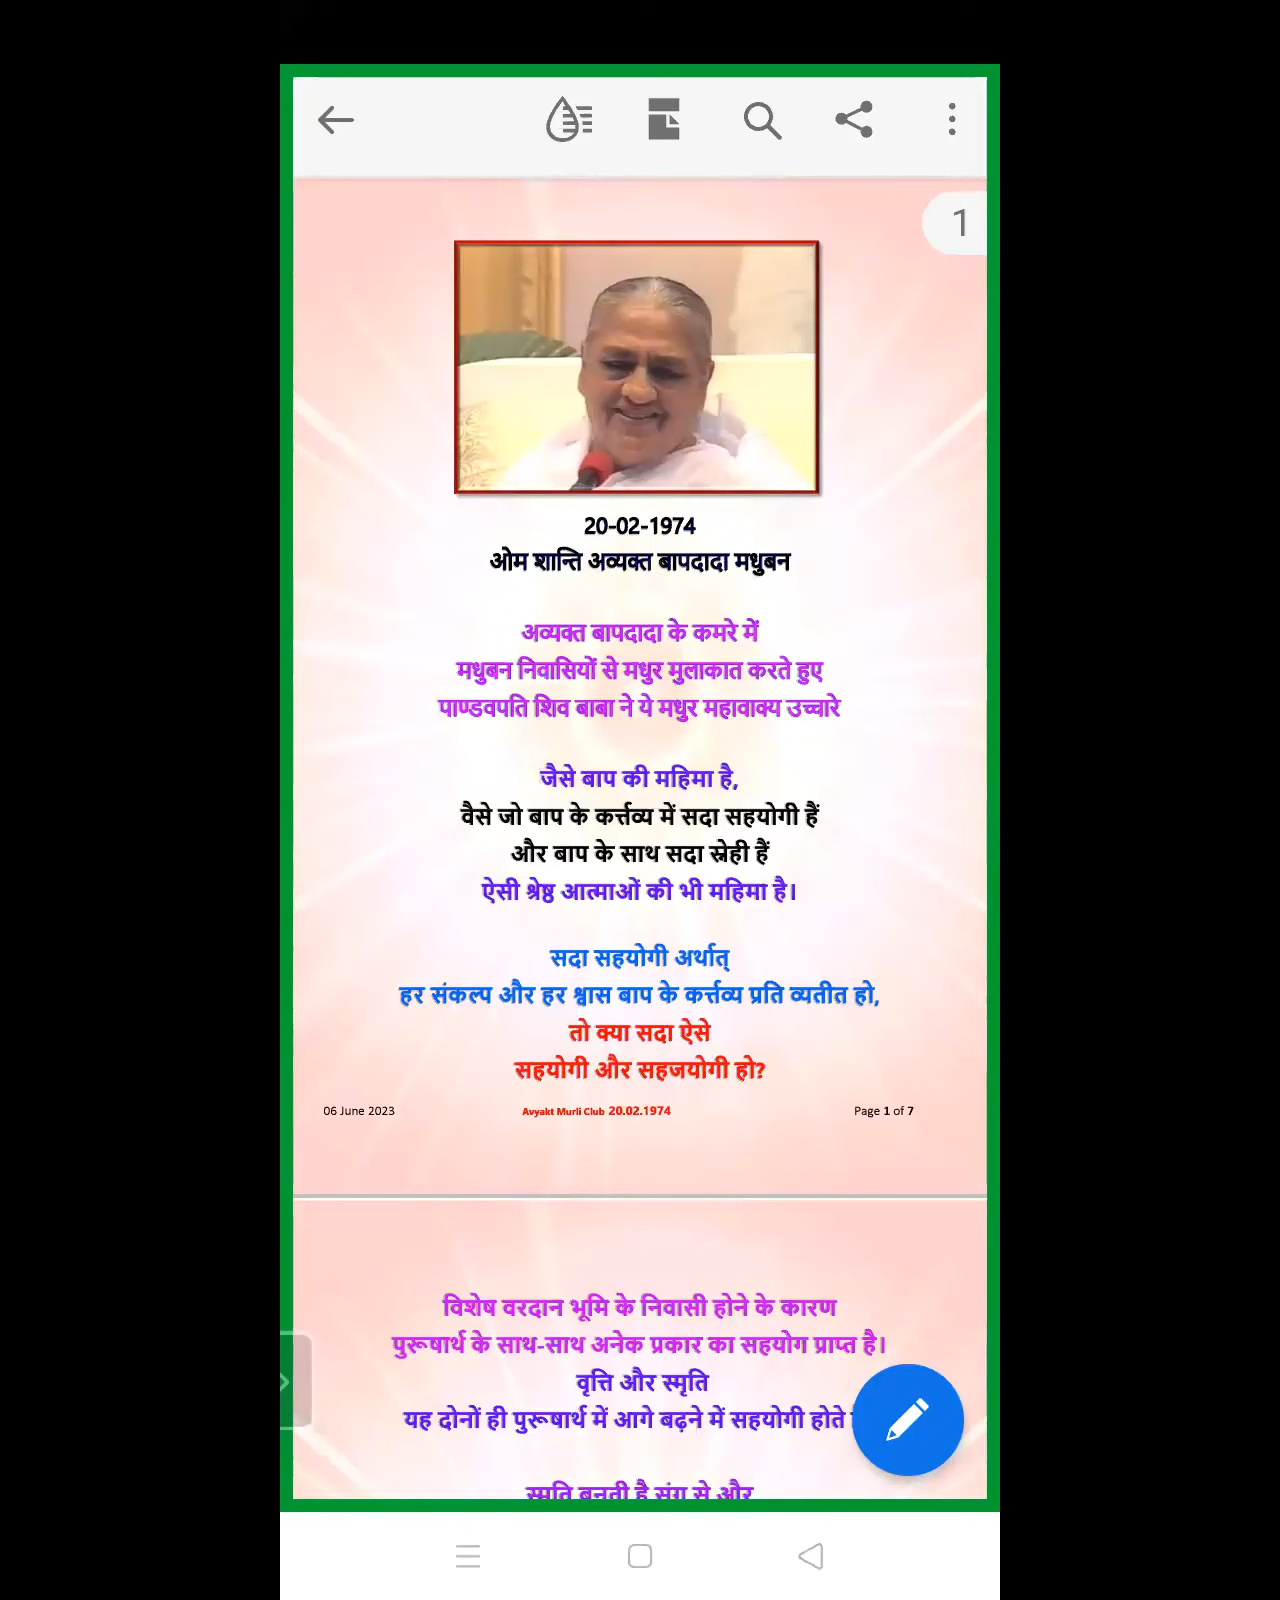 1
20-02-1974
ओम शान्ति अव्यक्त बापदादा मधुबन
अव्यक्त बापदादा के कमरे में
मधुबन निवासियों से मधुर मुलाकात करते हुए
पाण्डवपति शिव बाबा ने ये मधुर महावाक्य उच्चारे
जैसे बाप की महिमा है,
वैसे जो बाप के कर्त्तव्य में सदा सहयोगी हैं
और बाप के साथ सदा स्नेही हैं
ऐसी श्रेष्ठ आत्माओं की भी महिमा है।
सदा सहयोगी अर्थात्
हर संकल्प और हर श्वास बाप के कर्त्तव्य प्रति व्यतीत हो,
तो क्या सदा ऐसे
सहयोगी और सहजयोगी हो?
06 June 2023 Avyakt Murli Club 20.02.1974 Page 1 of 7
विशेष वरदान भूमि के निवासी होने के कारण
पुरूषार्थ के साथ-साथ अनेक प्रकार का सहयोग प्राप्त है।
वृत्ति और स्मृति
यह दोनों ही पुरूषार्थ में आगे बढ़ने में सहयोगी होते
स्मृति बनती है संग से और